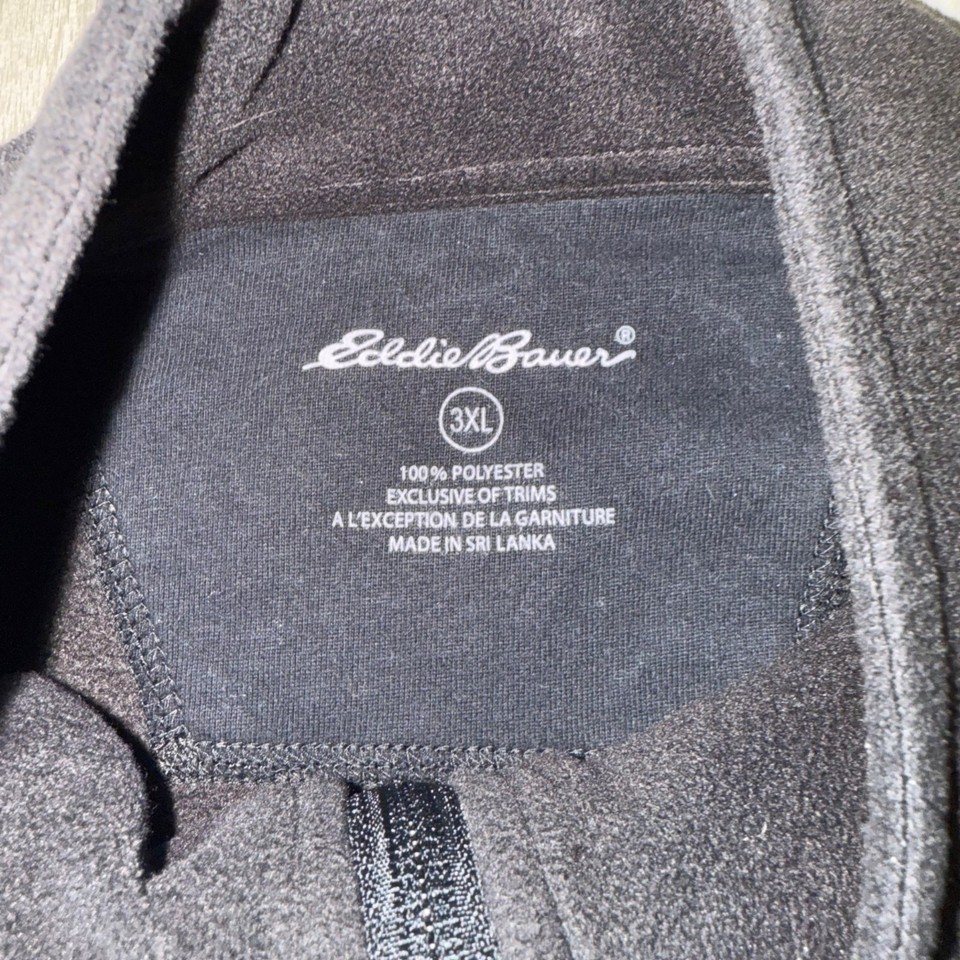 Eddie Bauer®
3XL
100% POLYESTER
EXCLUSIVE OF TRIMS
A L'EXCEPTION DE LA GARNITURE
MADE IN SRI LANKA